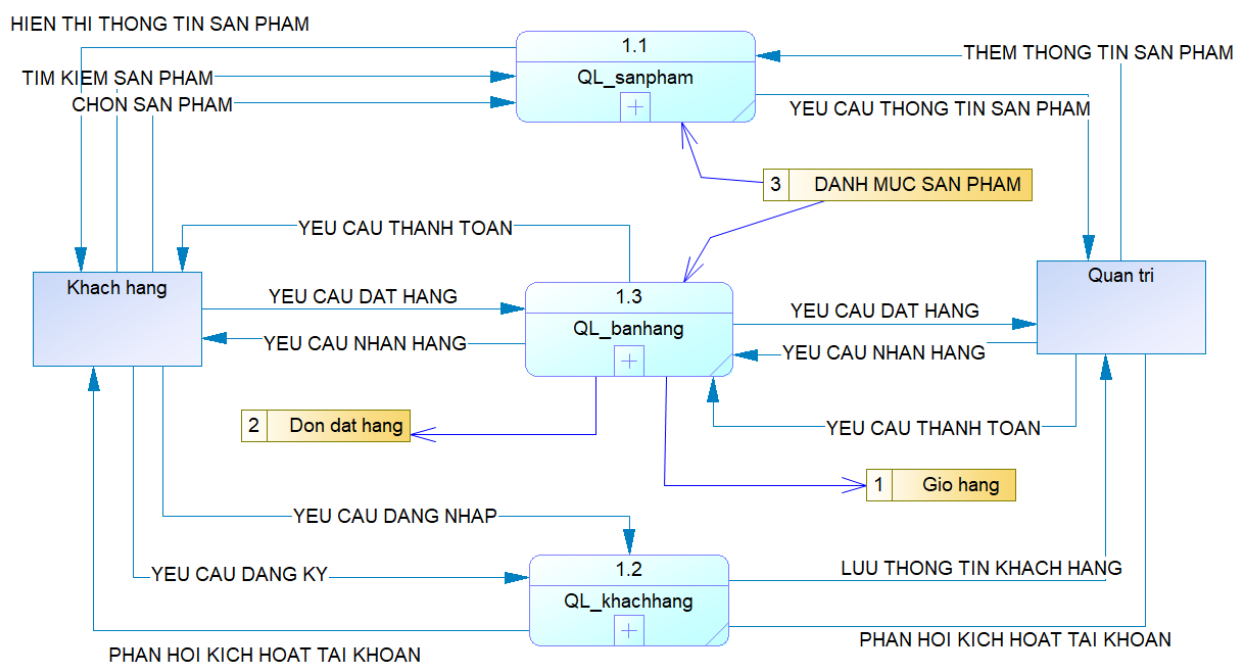 HIEN THI THONG TIN SAN PHAM
1.1
THEM THONG TIN SAN PHAM
TIM KIEM SAN PHAM
QL_sanpham
CHON SAN PHAM
YEU CAU THONG TIN SAN PHAM
3 DANH MUC SAN PHAM
YEU CAU THANH TOAN
Khach hang
Quan tri
1.3
YEU CAU DAT HANG
YEU CAU DAT HANG
QL_banhang
YEU CAU NHAN HANG
YEU CAU NHAN HANG
2 Don dat hang
YEU CAU THANH TOAN
1 Gio hang
YEU CAU DANG NHAP
1.2
YEU CAU DANG KY
LUU THONG TIN KHACH HANG
QL_khachhang
PHAN HOI KICH HOAT TAI KHOAN
PHAN HOI KICH HOAT TAI KHOAN